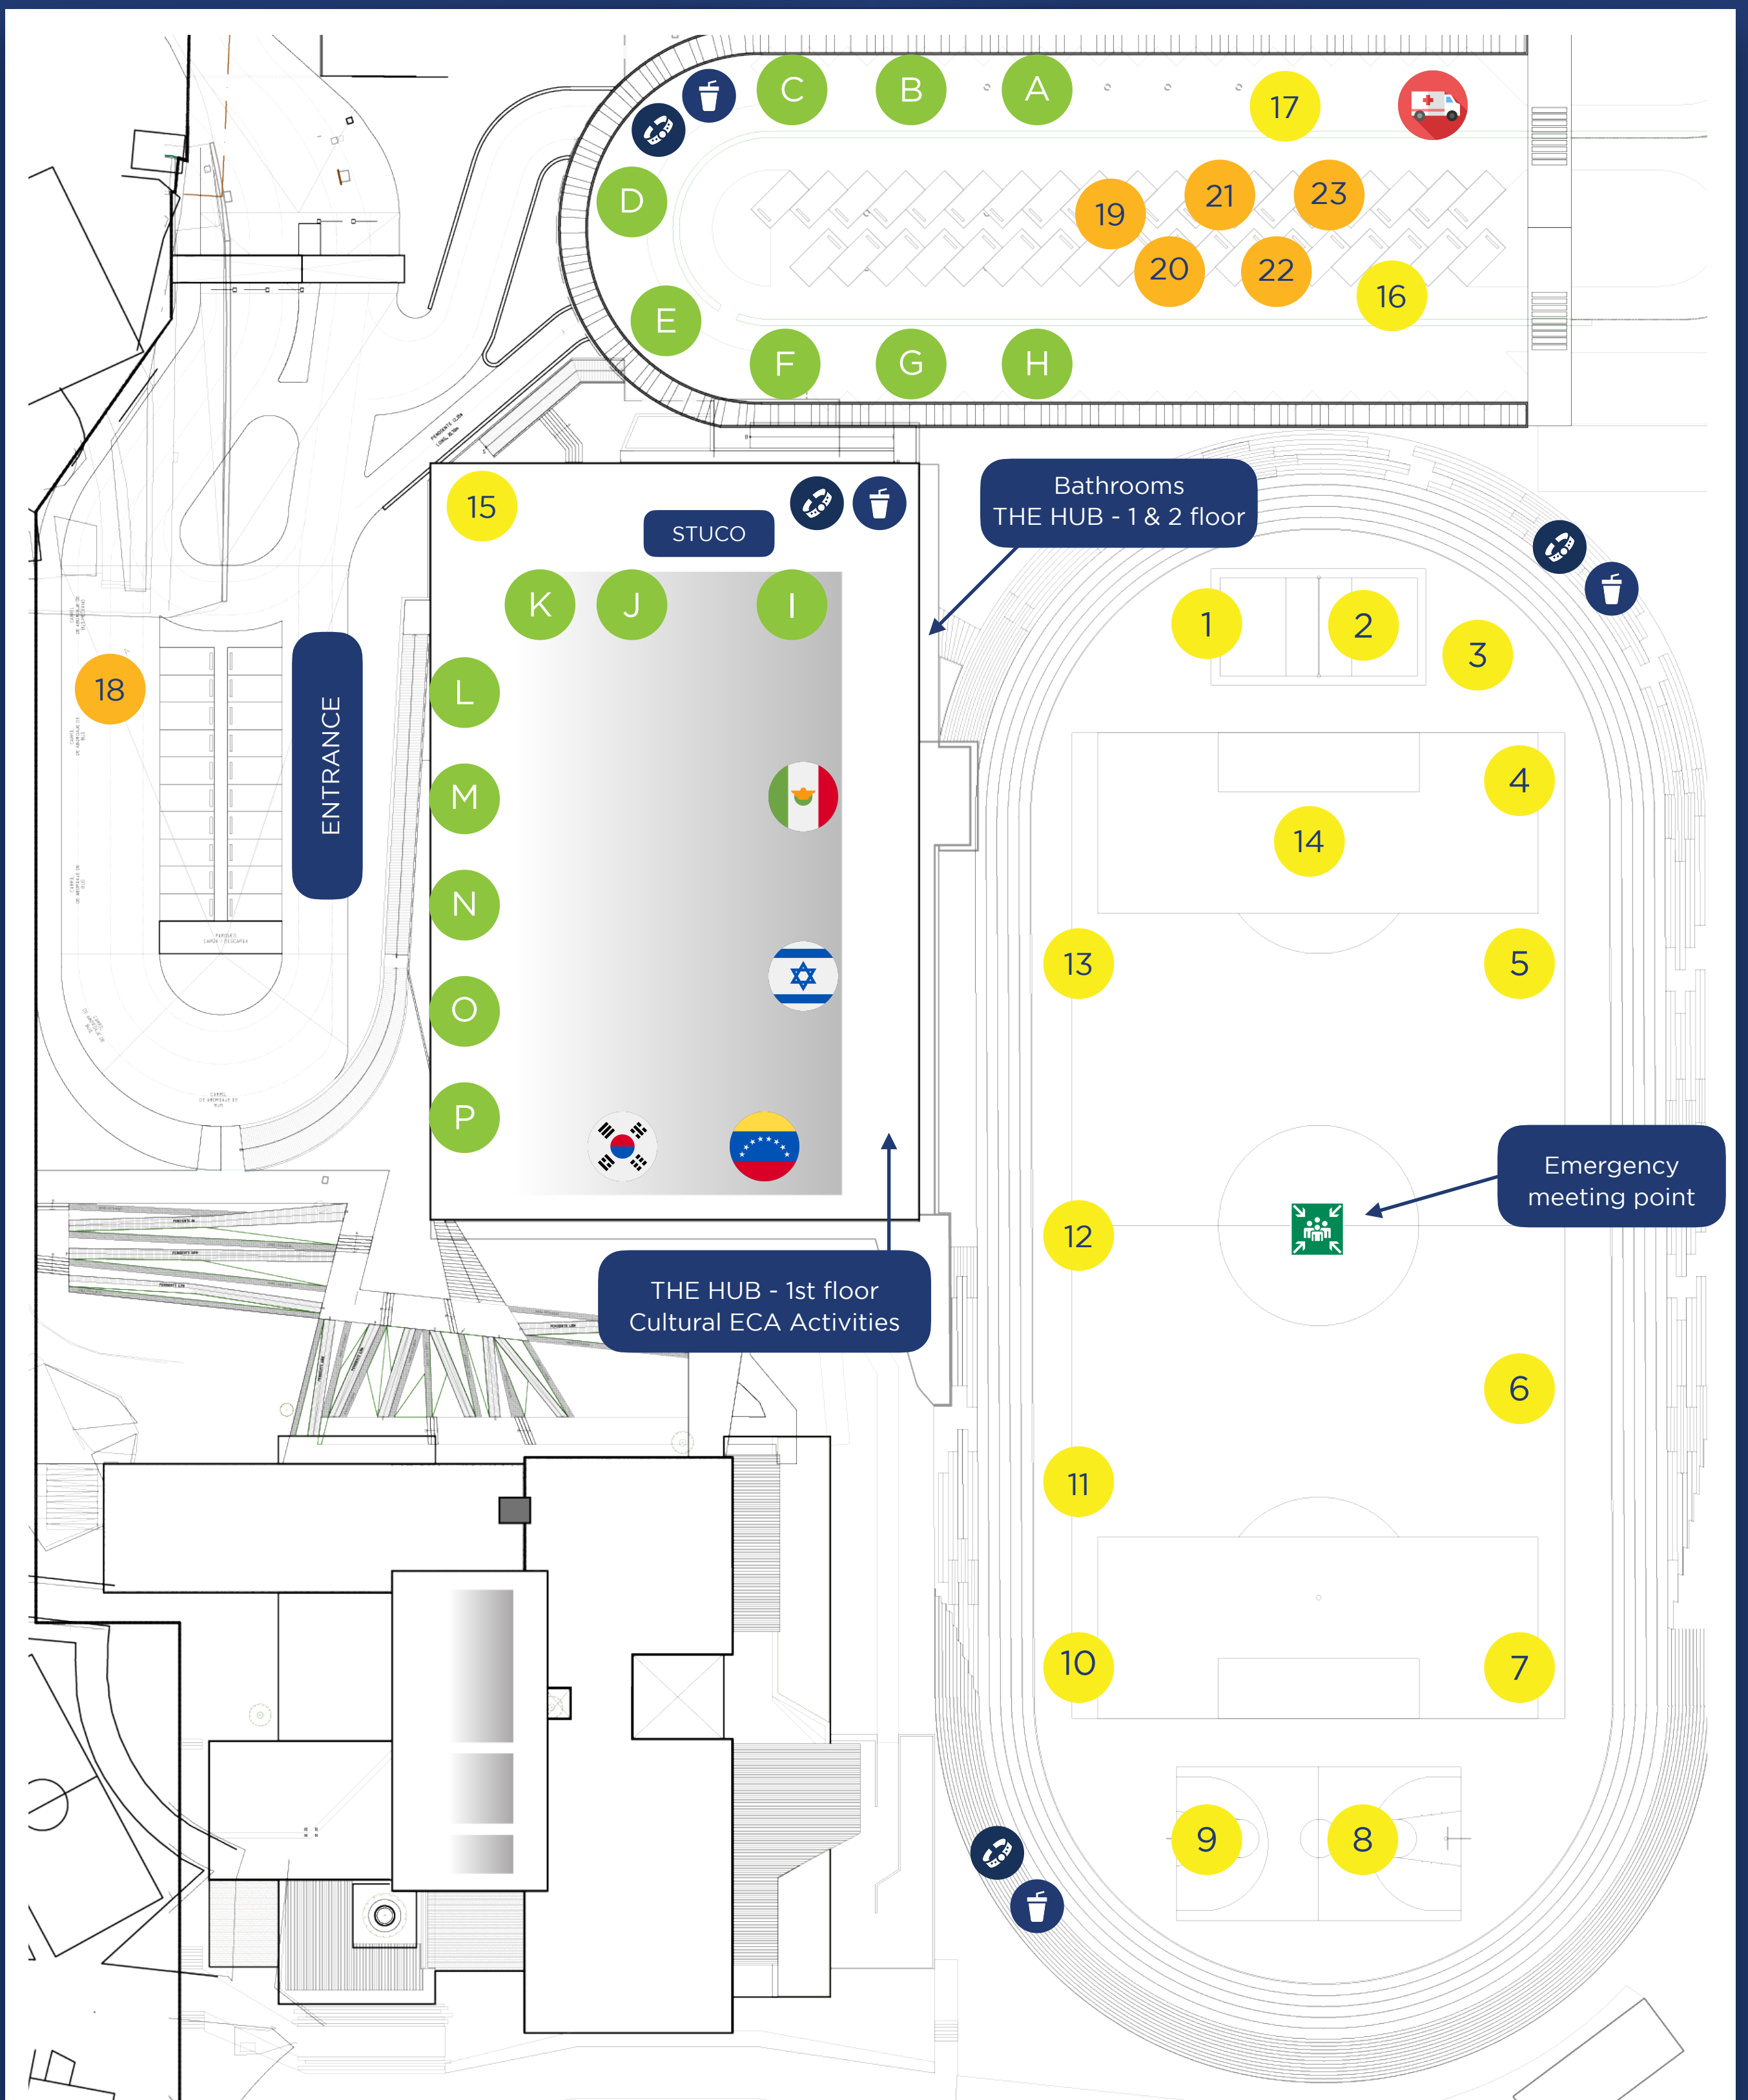 C
B
A
17
D
21
23
19
20
22
16
E
F
G
H
15
STUCO
Bathrooms
THE HUB - 1 & 2 floor
K
J
I
1
2
3
18
ENTRANCE
L
M
4
14
N
13
5
O
P
Emergency
meeting point
12
THE HUB - 1st floor
Cultural ECA Activities
6
11
10
7
9
8